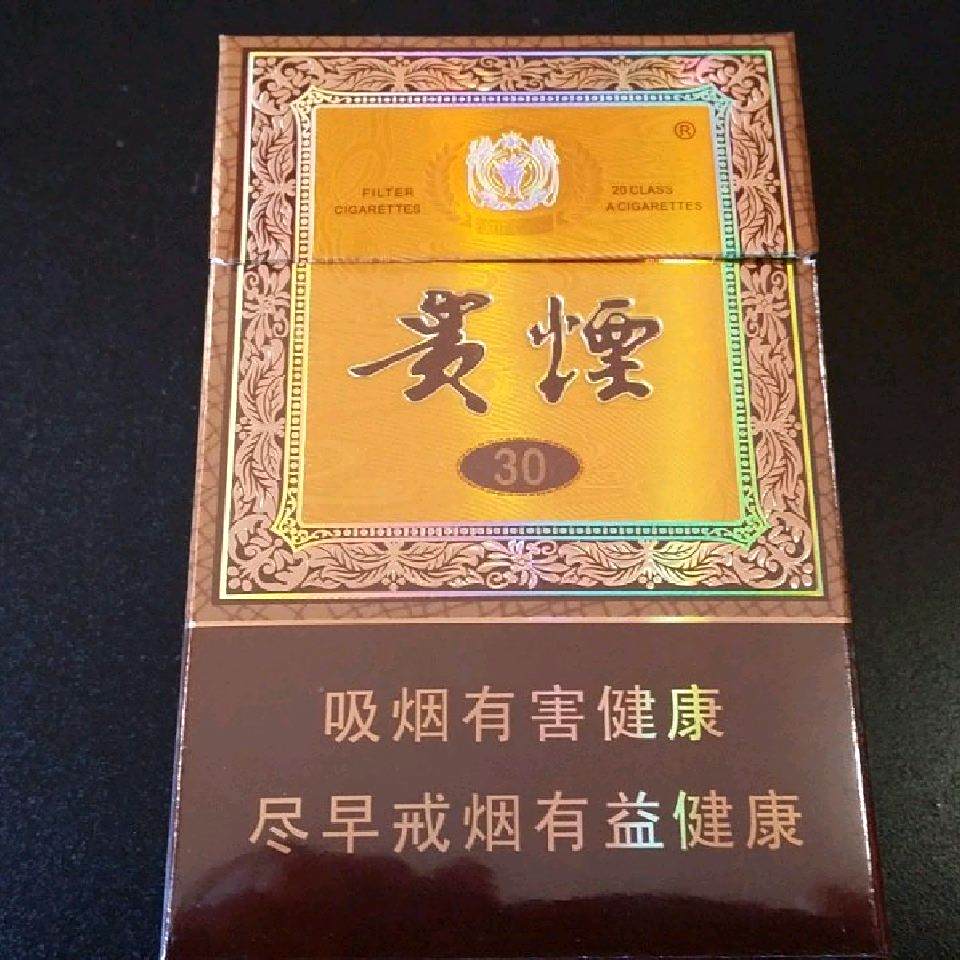 ®
FILTER
CIGARETTES
20 CLASS
A CIGARETTES
貴煙
30
吸烟有害健康
尽早戒烟有益健康